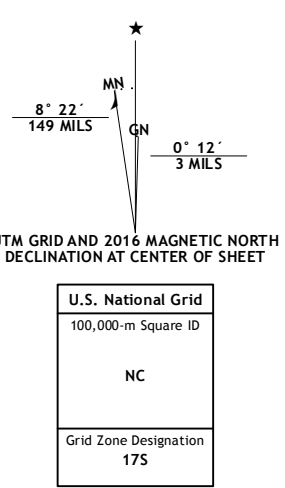 ★
MN
GN
8° 22´
149 MILS
0° 12´
3 MILS
UTM GRID AND 2016 MAGNETIC NORTH
DECLINATION AT CENTER OF SHEET
U.S. National Grid
100,000-m Square ID
NC
Grid Zone Designation
17S